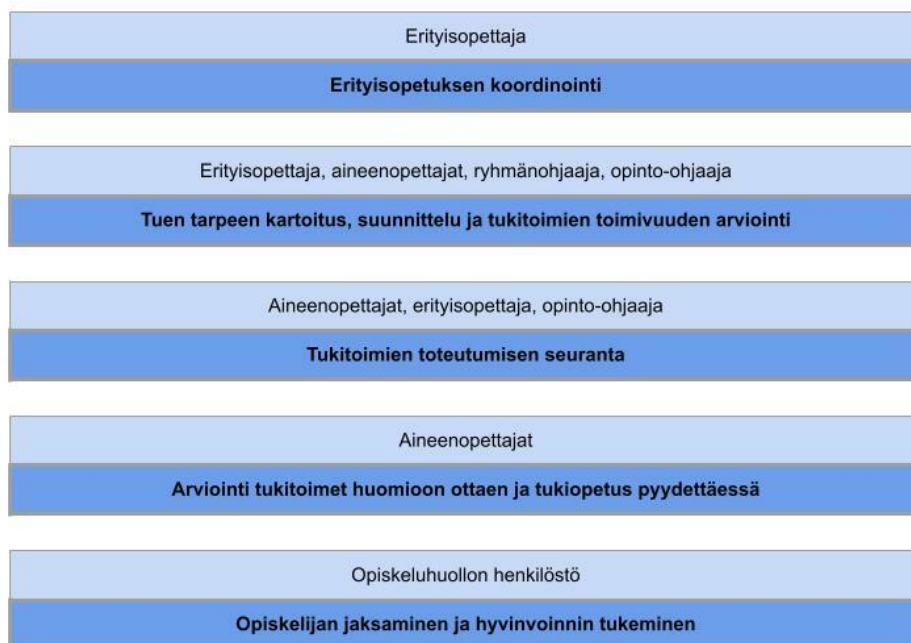 Erityisopettaja
Erityisopetuksen koordinointi
Erityisopettaja, aineenopettajat, ryhmänohjaaja, opinto-ohjaaja
Tuen tarpeen kartoitus, suunnittelu ja tukitoimien toimivuuden arviointi
Aineenopettajat, erityisopettaja, opinto-ohjaaja
Tukitoimien toteutumisen seuranta
Aineenopettajat
Arviointi tukitoimet huomioon ottaen ja tukiopetus pyydettäessä
Opiskeluhuollon henkilöstö
Opiskelijan jaksaminen ja hyvinvoinnin tukeminen